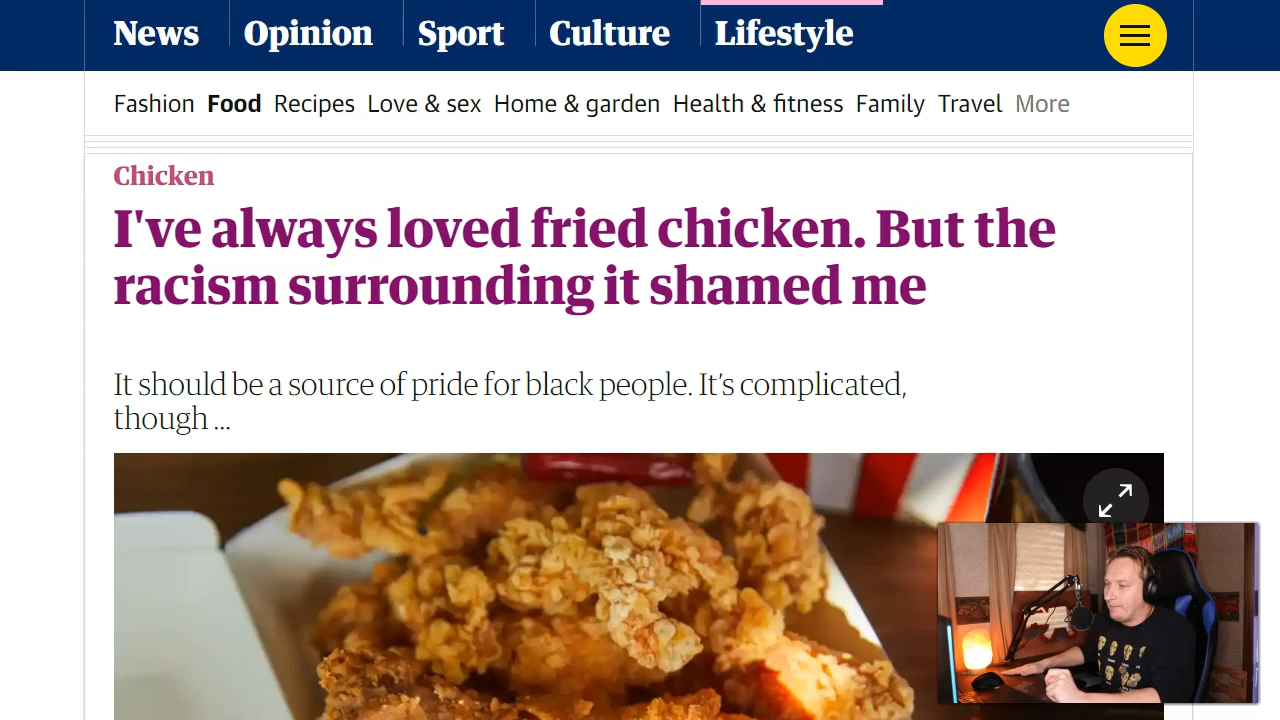 News Opinion Sport Culture Lifestyle
Fashion Food Recipes Love & sex Home & garden Health & fitness Family Travel More
Chicken
I've always loved fried chicken. But the
racism surrounding it shamed me
It should be a source of pride for black people. It’s complicated,
though ...